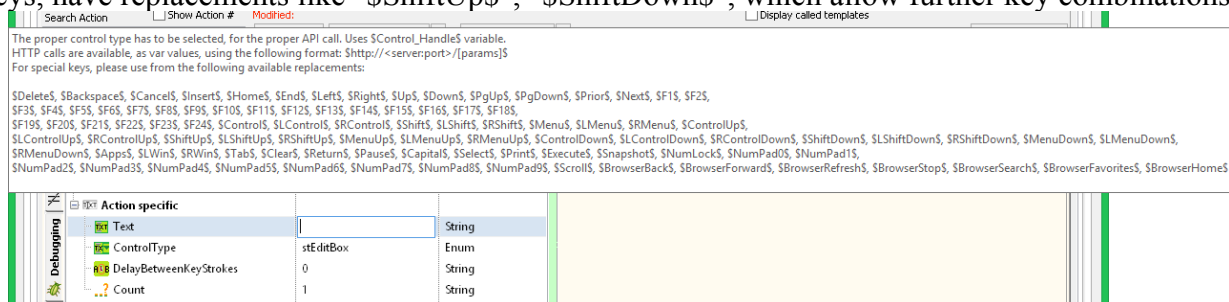 keys, have replacements like "$ShiftUp$", "$ShiftDown$", which allow further key combinations
Search Action Show Action # Modified: Display called templates
The proper control type has to be selected, for the proper API call. Uses $Control_Handle$ variable.
HTTP calls are available, as var values, using the following format: $http://<server:port>/[params]$
For special keys, please use from the following available replacements:
$Delete$, $Backspace$, $Cancel$, $Insert$, $Home$, $End$, $Left$, $Right$, $Up$, $Down$, $PgUp$, $PgDown$, $Prior$, $Next$, $F1$, $F2$,
$F3$, $F4$, $F5$, $F6$, $F7$, $F8$, $F9$, $F10$, $F11$, $F12$, $F13$, $F14$, $F15$, $F16$, $F17$, $F18$,
$F19$, $F20$, $F21$, $F22$, $F23$, $F24$, $Control$, $LControl$, $RControl$, $Shift$, $LShift$, $RShift$, $Menu$, $LMenu$, $RMenu$, $ControlUp$,
$LControlUp$, $RControlUp$, $ShiftUp$, $LShiftUp$, $RShiftUp$, $MenuUp$, $LMenuUp$, $RMenuUp$, $ControlDown$, $LControlDown$, $RControlDown$, $ShiftDown$, $LShiftDown$, $RShiftDown$, $MenuDown$, $LMenuDown$,
$RMenuDown$, $Apps$, $LWin$, $RWin$, $Tab$, $Clear$, $Return$, $Pause$, $Capital$, $Select$, $Print$, $Execute$, $Snapshot$, $NumLock$, $NumPad0$, $NumPad1$,
$NumPad2$, $NumPad3$, $NumPad4$, $NumPad5$, $NumPad6$, $NumPad7$, $NumPad8$, $NumPad9$, $Scroll$, $BrowserBack$, $BrowserForward$, $BrowserRefresh$, $BrowserStop$, $BrowserSearch$, $BrowserFavorites$, $BrowserHome$
Debugging
TXT Action specific
TXT Text String
ControlType stEditBox Enum
DelayBetweenKeyStrokes 0 String
..? Count 1 String